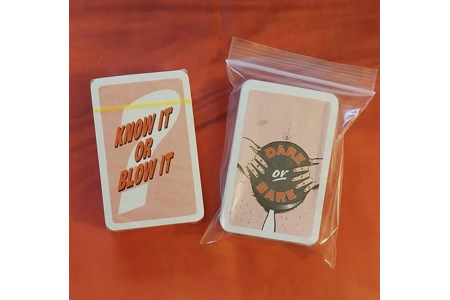 KNOW IT
OR
BLOW IT
DARE
or
BARE